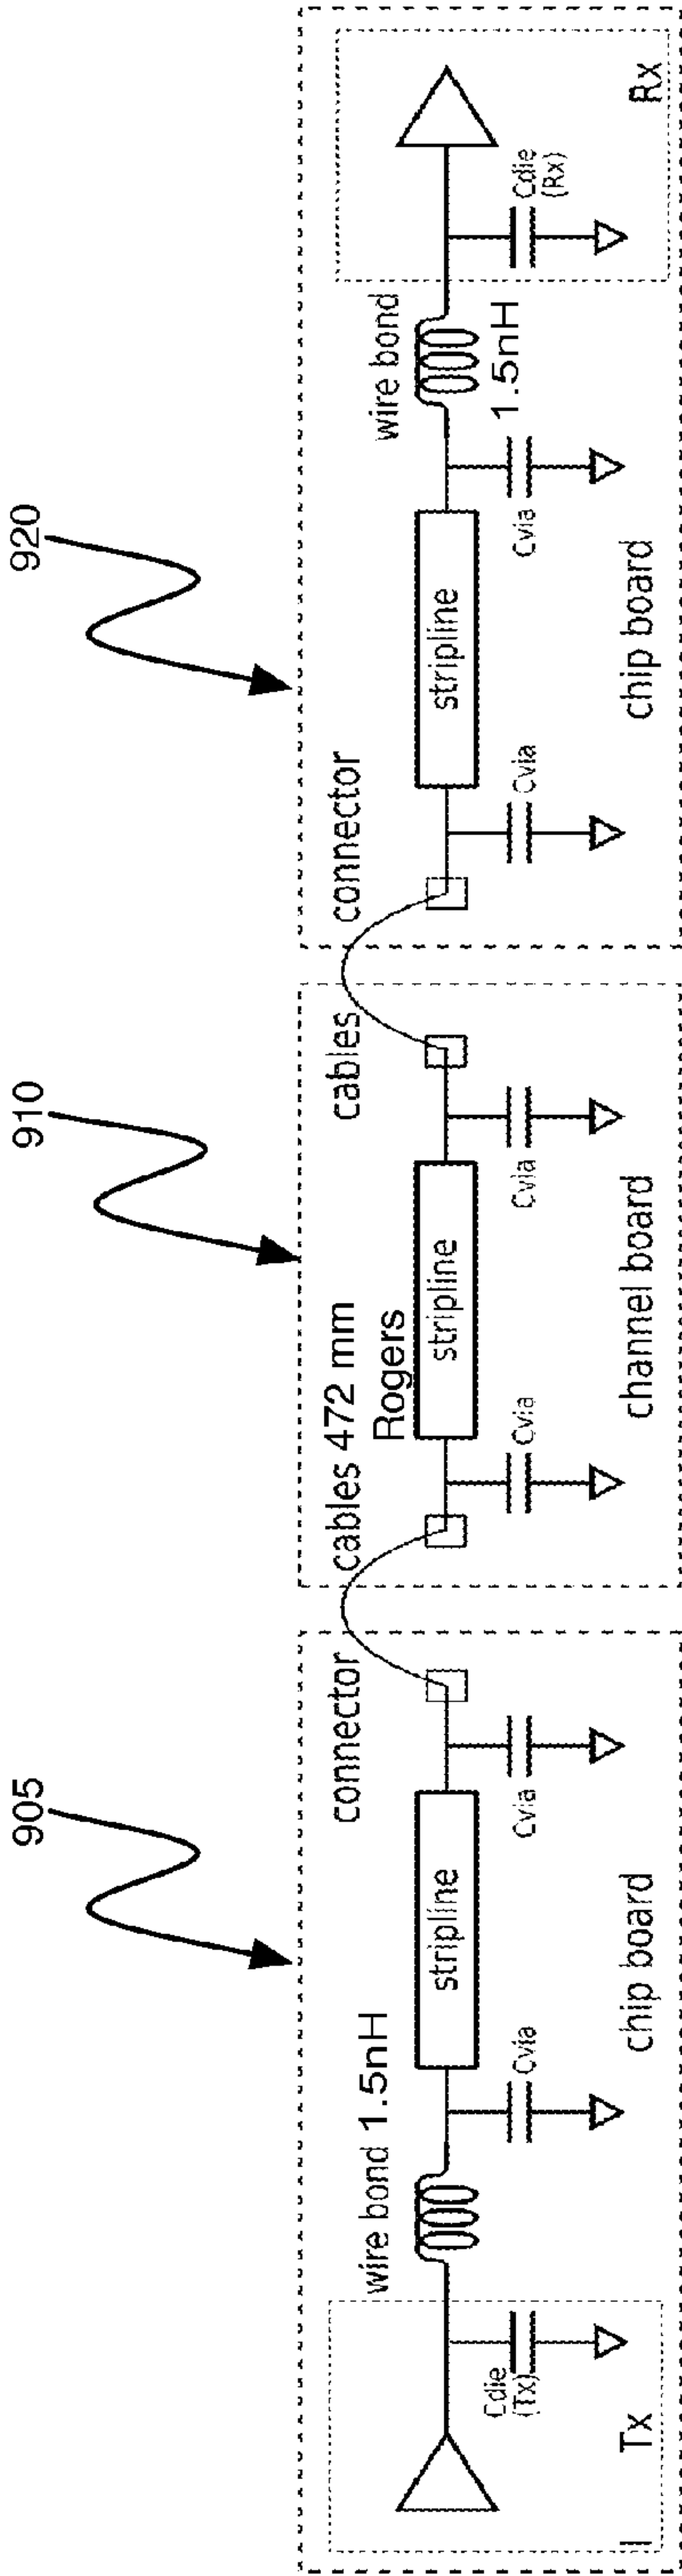 905
910
920
wire bond 1.5nH
connector
stripline
Cdie
(Tx)
Cvia
Cvia
Tx
chip board
cables 472 mm
Rogers
cables
stripline
Cvia
Cvia
channel board
connector
wire bond
stripline
1.5nH
Cvia
Cvia
Cdie
(Rx)
chip board
Rx